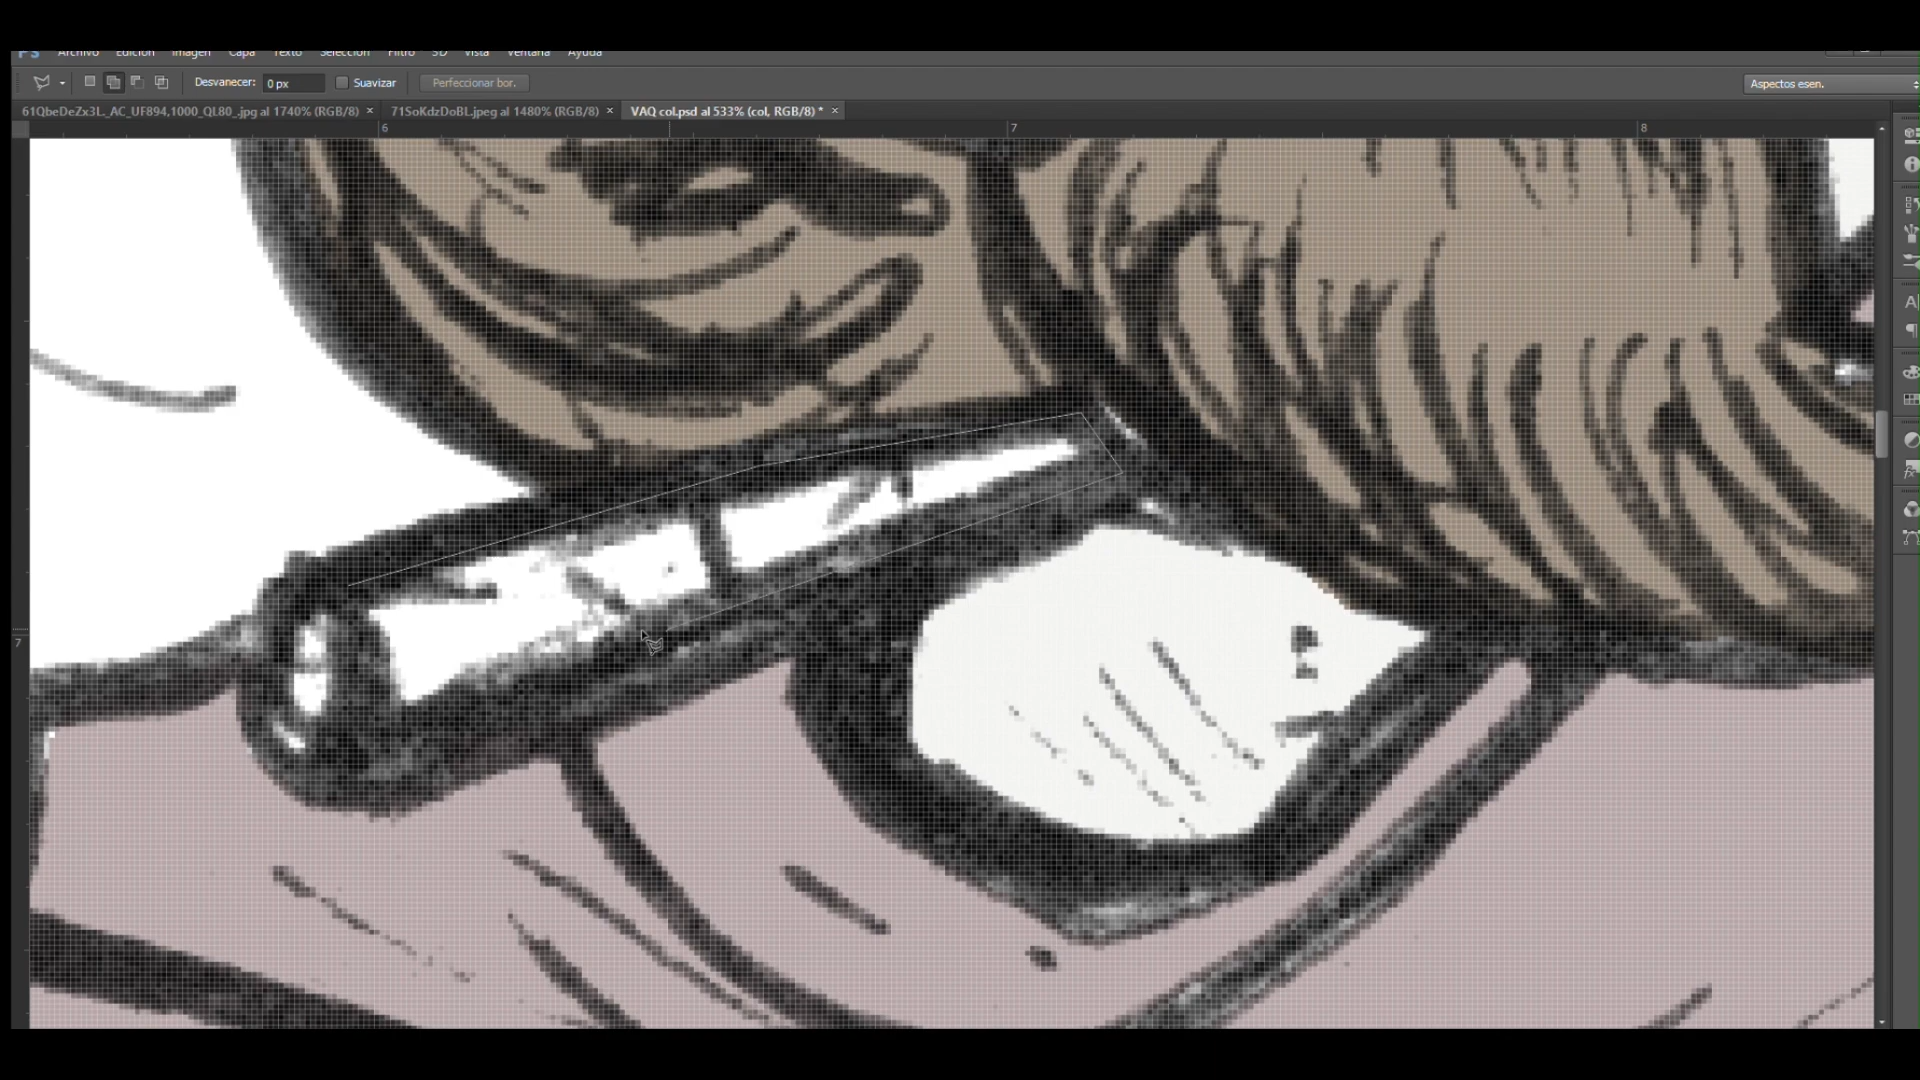 Ps Archivo Edición Imagen Capa Texto Selección Filtro 3D Vista Ventana Ayuda
Desvanecer: 0 px Suavizar Perfeccionar bor. Aspectos esen.
61QbeDeZx3L._AC_UF894,1000_QL80_.jpg al 1740% (RGB/8) × 71SoKdzDoBL.jpeg al 1480% (RGB/8) × VAQ col.psd al 533% (col, RGB/8) * ×
6 7 8
7